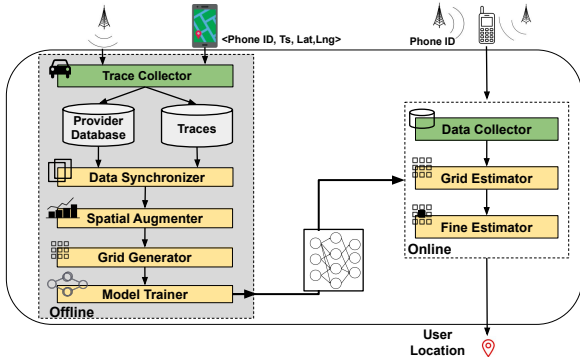 <Phone ID, Ts, Lat,Lng>
Phone ID
Trace Collector
Provider
Database
Traces
Data Synchronizer
Spatial Augmenter
Grid Generator
Model Trainer
Offline
Data Collector
Grid Estimator
Fine Estimator
Online
User
Location